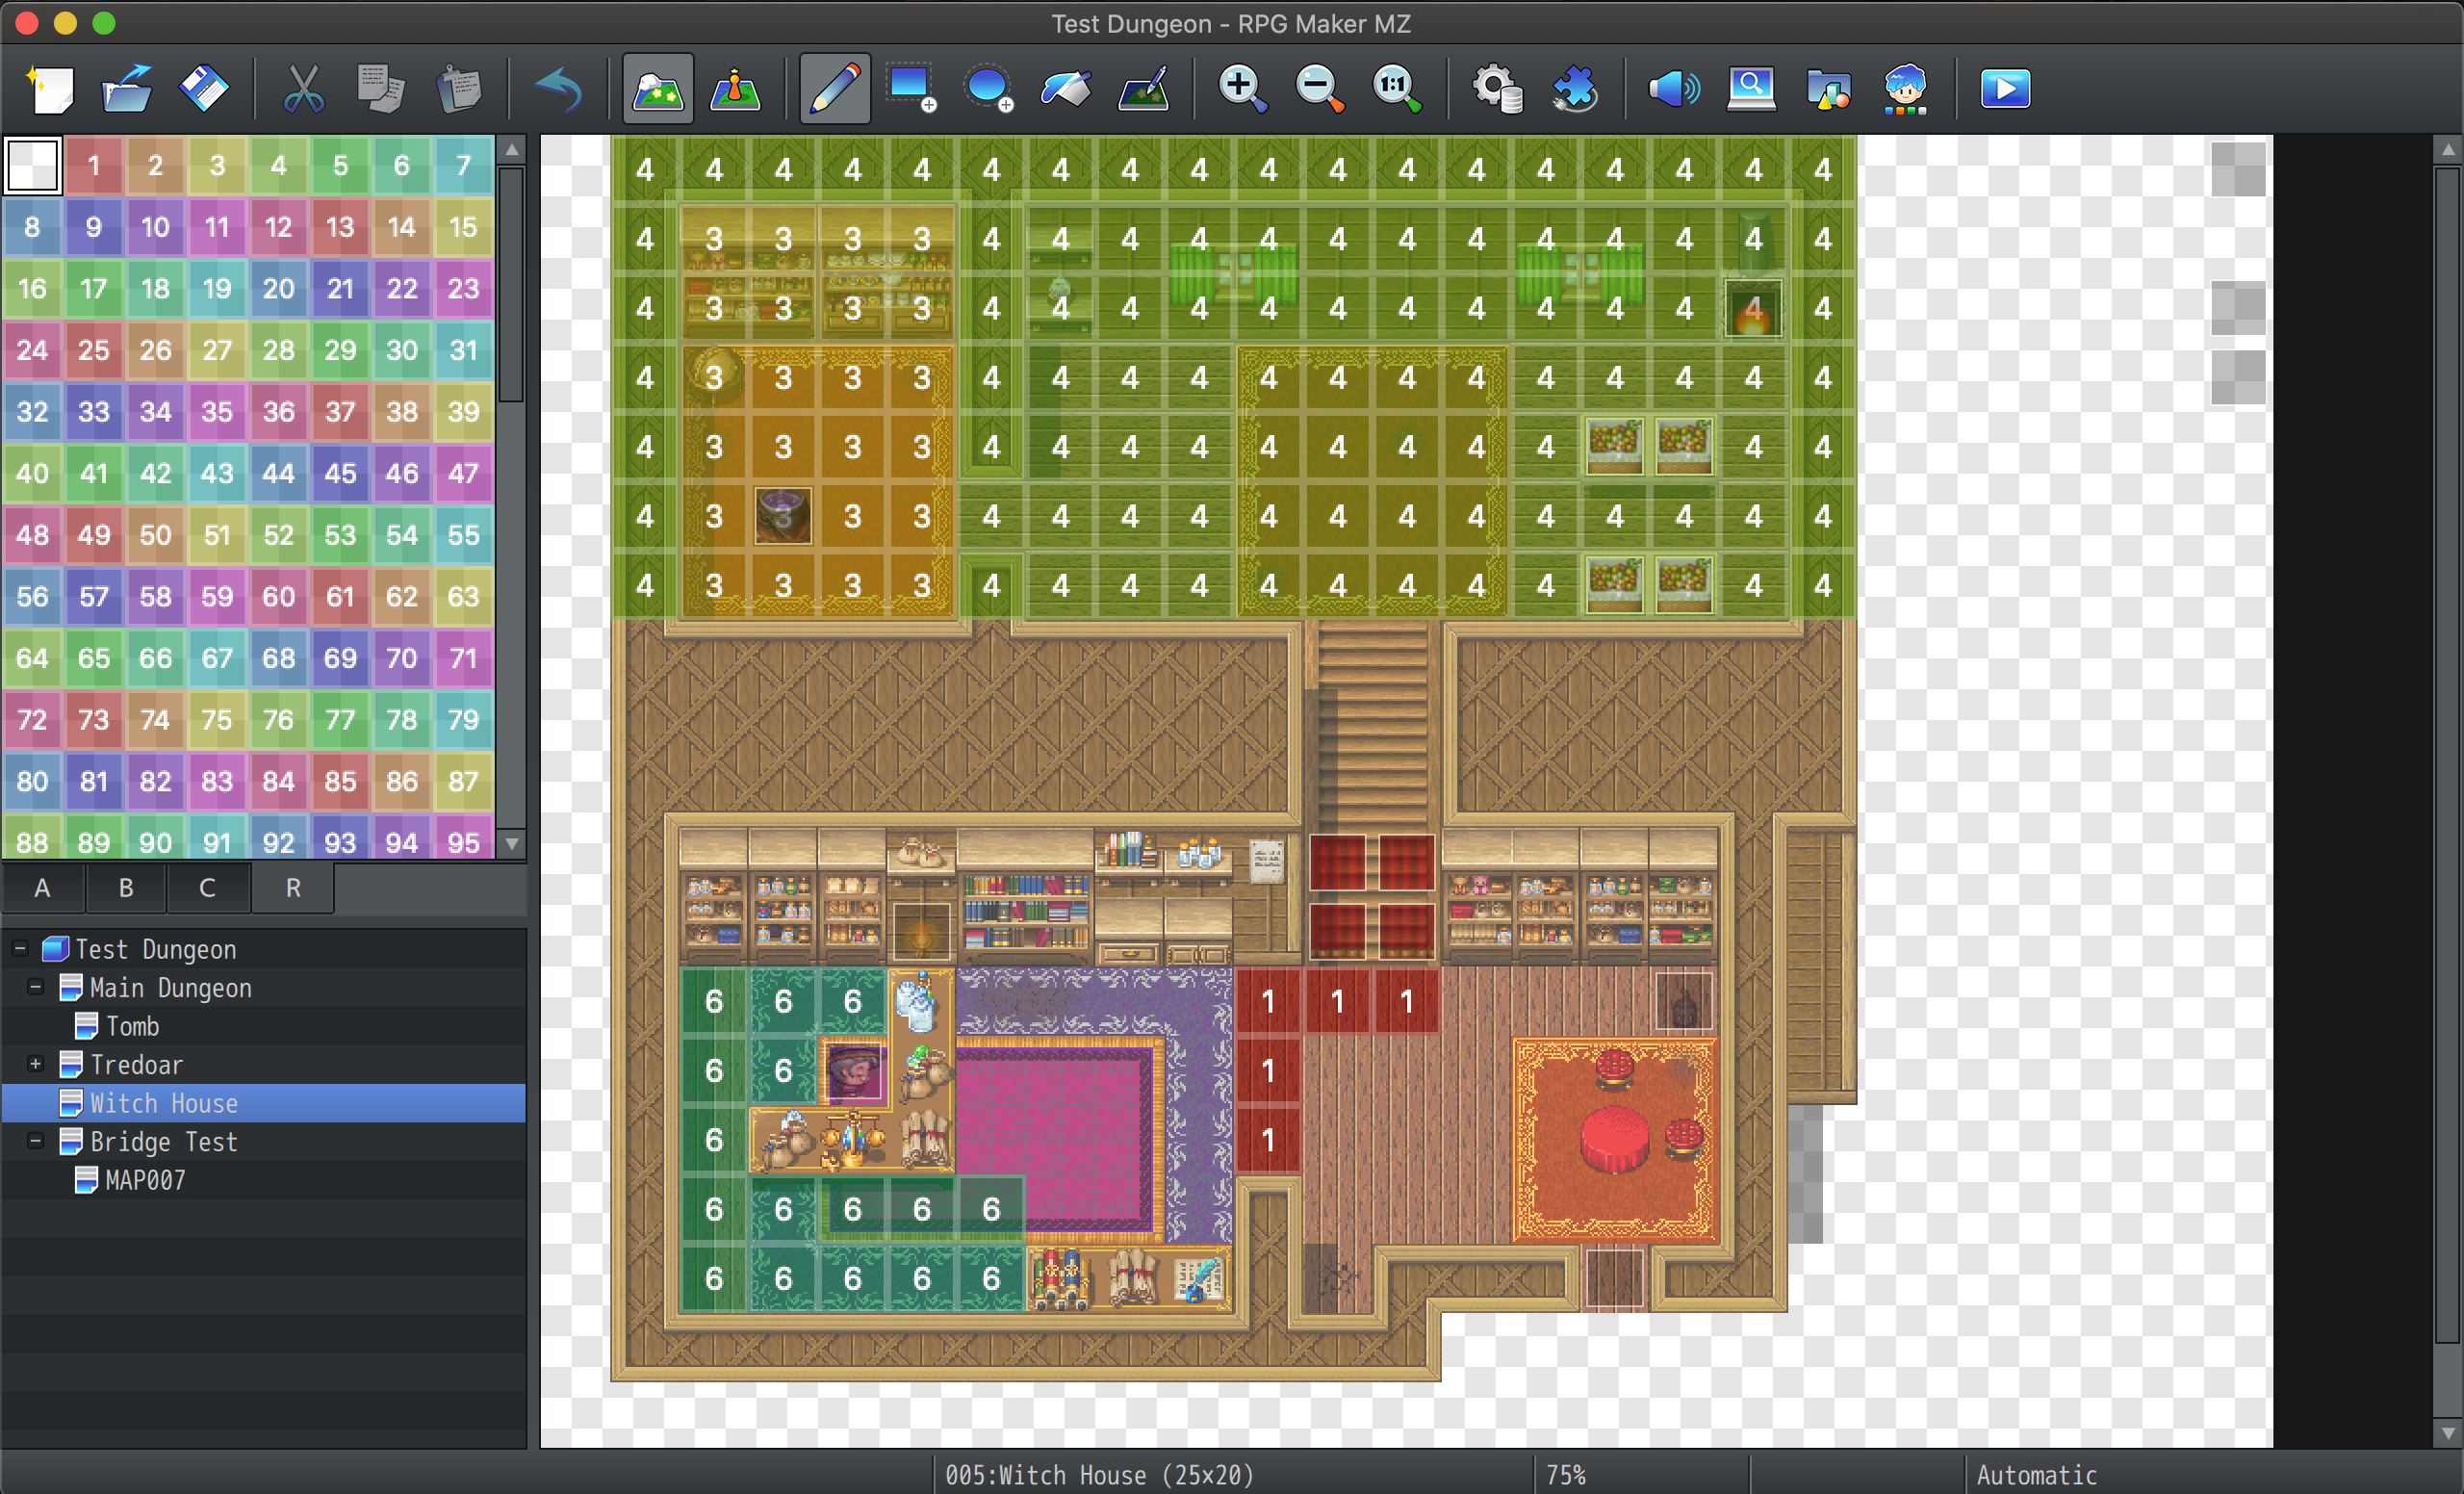 Test Dungeon - RPG Maker MZ
1:1
1 2 3 4 5 6 7
8 9 10 11 12 13 14 15
16 17 18 19 20 21 22 23
24 25 26 27 28 29 30 31
32 33 34 35 36 37 38 39
40 41 42 43 44 45 46 47
48 49 50 51 52 53 54 55
56 57 58 59 60 61 62 63
64 65 66 67 68 69 70 71
72 73 74 75 76 77 78 79
80 81 82 83 84 85 86 87
88 89 90 91 92 93 94 95
A B C R
Test Dungeon
Main Dungeon
Tomb
Tredoar
Witch House
Bridge Test
MAP007
4 4 4 4 4 4 4 4 4 4 4 4 4 4 4 4 4 4
4 3 3 3 3 4 4 4 4 4 4 4 4 4 4 4 4 4
4 3 3 3 3 4 4 4 4 4 4 4 4 4 4 4 4 4
4 3 3 3 3 4 4 4 4 4 4 4 4 4 4 4 4 4
4 3 3 3 3 4 4 4 4 4 4 4 4 4 4 4
4 3 3 3 3 4 4 4 4 4 4 4 4 4 4 4 4 4
4 3 3 3 3 4 4 4 4 4 4 4 4 4 4 4
6 6 6 1 1 1
6 6 1
6 1
6 6 6 6 6
6 6 6 6 6
005:Witch House (25x20)
75%
Automatic